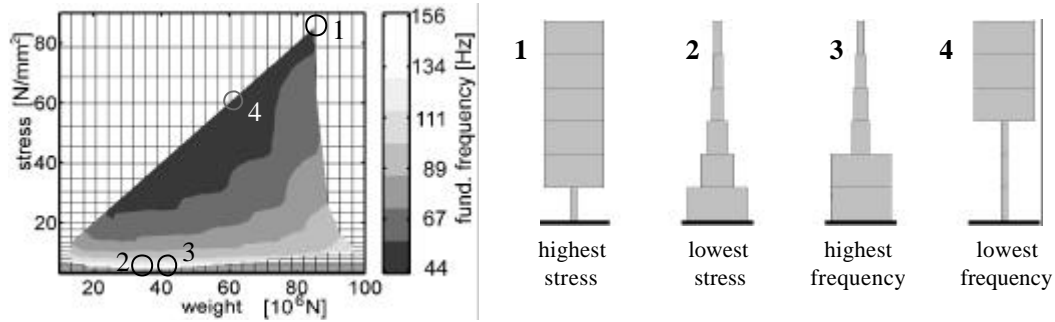 80
60
40
20
stress [N/mm²]
1
4
2
3
20
40
60
80
100
weight [10⁶N]
156
134
111
89
67
44
fund. frequency [Hz]
1
2
3
4
highest
stress
lowest
stress
highest
frequency
lowest
frequency